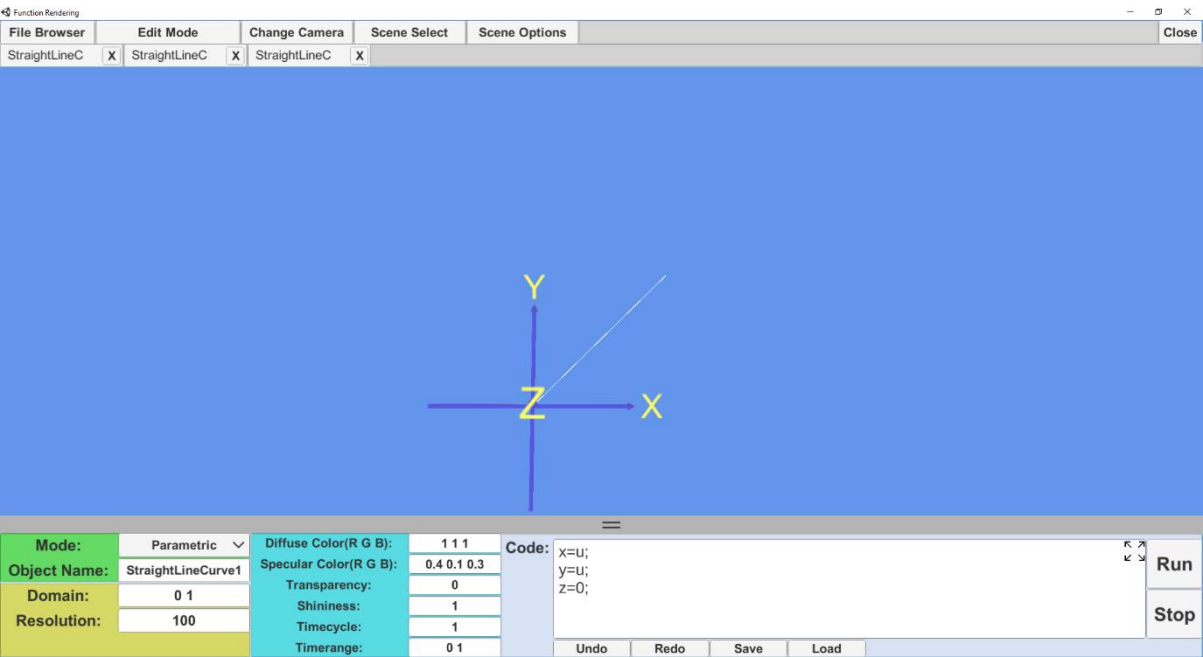 Function Rendering
File Browser Edit Mode Change Camera Scene Select Scene Options Close
StraightLineC X StraightLineC X StraightLineC X
Y
Z X
Mode: Parametric
Object Name: StraightLineCurve1
Domain: 0 1
Resolution: 100
Diffuse Color(R G B): 1 1 1
Specular Color(R G B): 0.4 0.1 0.3
Transparency: 0
Shininess: 1
Timecycle: 1
Timerange: 0 1
Code: x=u;
y=u;
z=0;
Undo Redo Save Load
Run
Stop